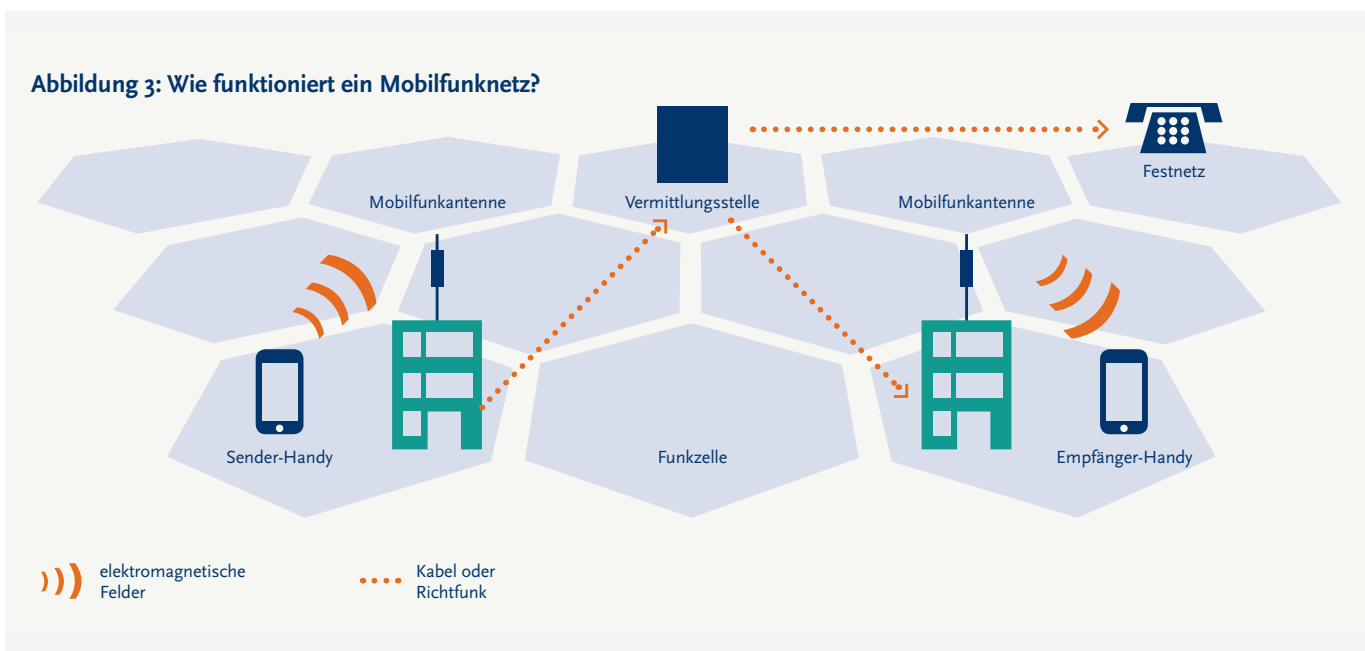 Abbildung 3: Wie funktioniert ein Mobilfunknetz?
Festnetz
Mobilfunkantenne
Vermittlungsstelle
Mobilfunkantenne
Sender-Handy
Funkzelle
Empfänger-Handy
elektromagnetische
Felder
Kabel oder
Richtfunk